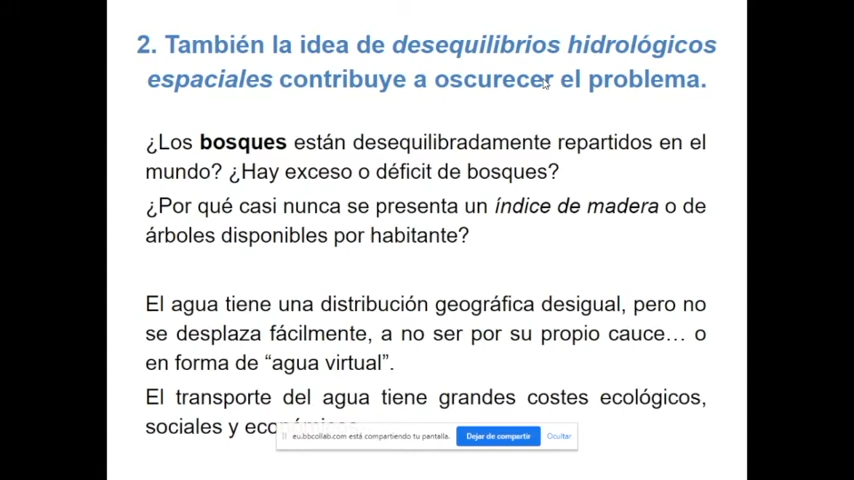 2. También la idea de desequilibrios hidrológicos
espaciales contribuye a oscurecer el problema.
¿Los bosques están desequilibradamente repartidos en el
mundo? ¿Hay exceso o déficit de bosques?
¿Por qué casi nunca se presenta un índice de madera o de
árboles disponibles por habitante?
El agua tiene una distribución geográfica desigual, pero no
se desplaza fácilmente, a no ser por su propio cauce… o
en forma de “agua virtual”.
El transporte del agua tiene grandes costes ecológicos,
sociales y económicos.
eu.bbcollab.com está compartiendo tu pantalla. Dejar de compartir Ocultar